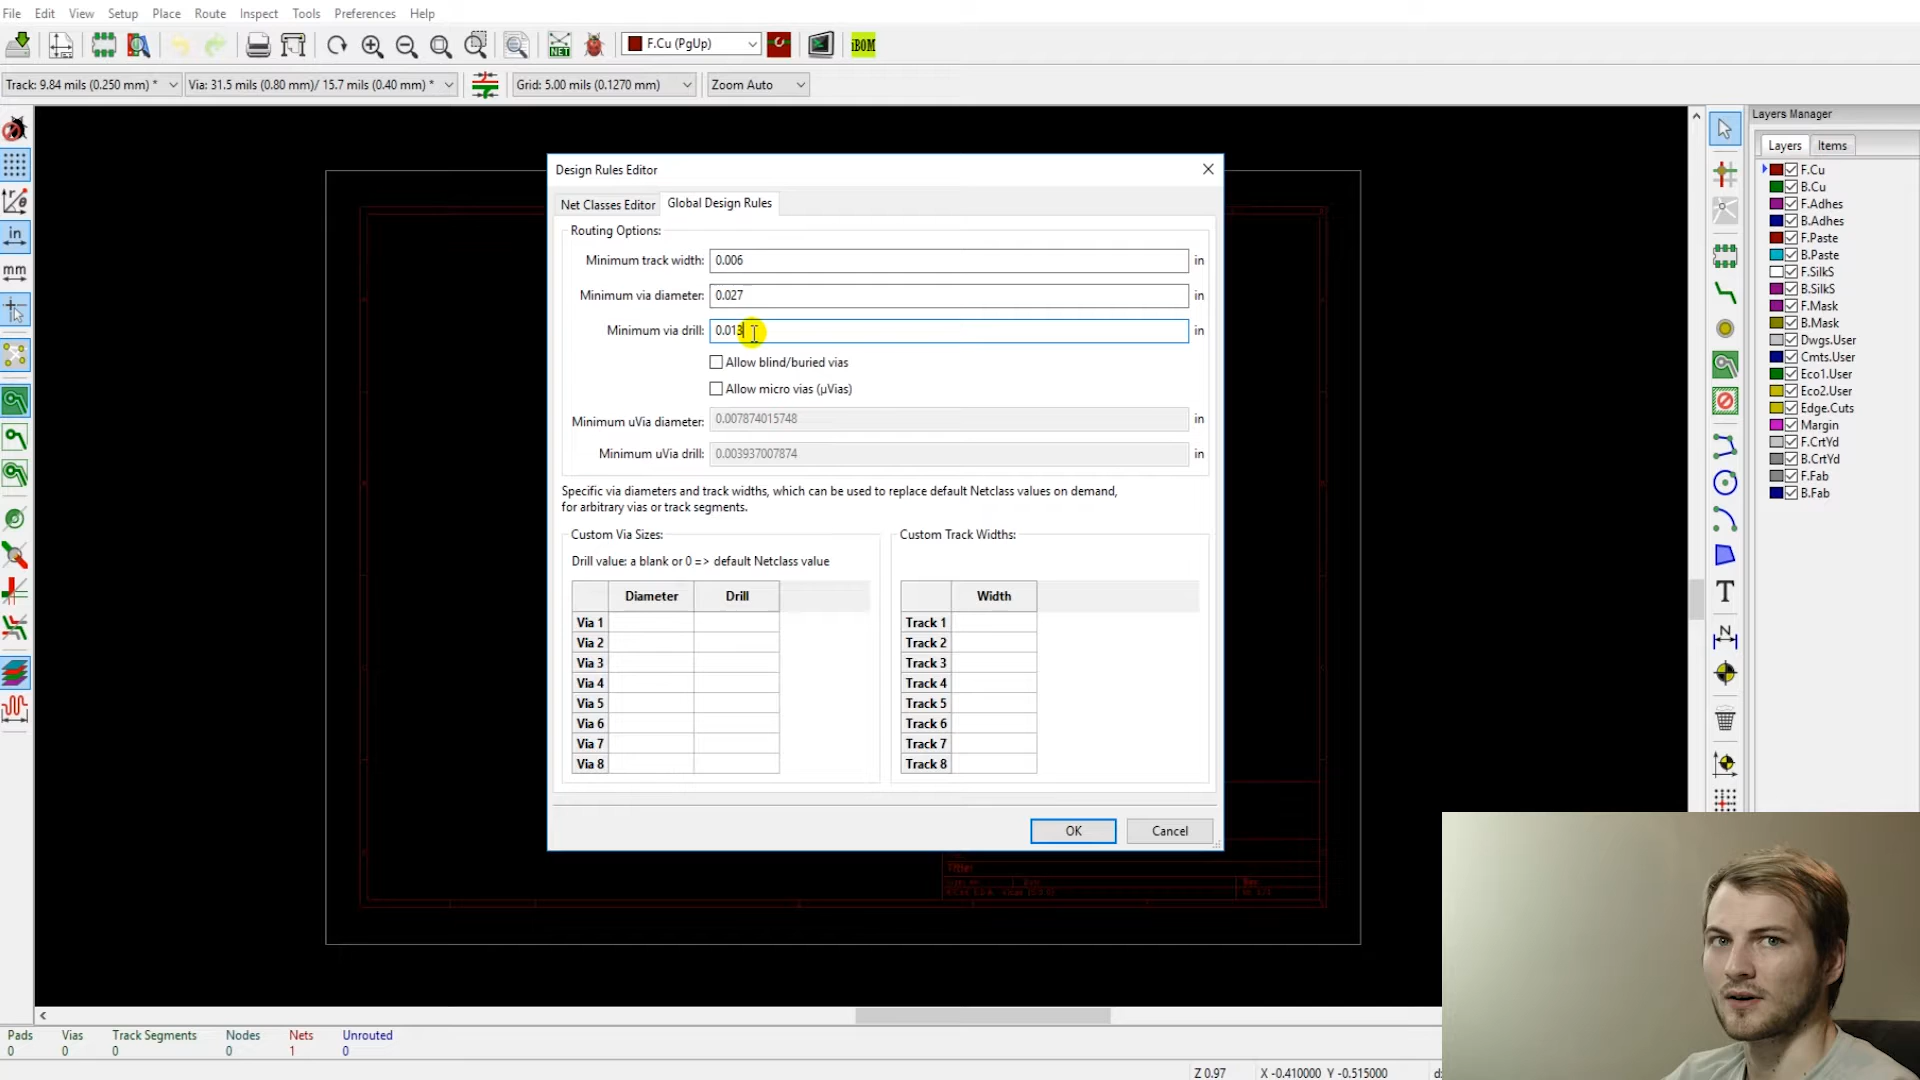 File Edit View Setup Place Route Inspect Tools Preferences Help
NET
F.Cu (PgUp)
iBOM
Track: 9.84 mils (0.250 mm) *
Via: 31.5 mils (0.80 mm)/ 15.7 mils (0.40 mm) *
Grid: 5.00 mils (0.1270 mm)
Zoom Auto
in
mm
Design Rules Editor
Net Classes Editor
Global Design Rules
Routing Options:
Minimum track width: 0.006 in
Minimum via diameter: 0.027 in
Minimum via drill: 0.013 in
Allow blind/buried vias
Allow micro vias (µVias)
Minimum uVia diameter: 0.007874015748 in
Minimum uVia drill: 0.003937007874 in
Specific via diameters and track widths, which can be used to replace default Netclass values on demand,
for arbitrary vias or track segments.
Custom Via Sizes:
Drill value: a blank or 0 => default Netclass value
Diameter Drill
Via 1
Via 2
Via 3
Via 4
Via 5
Via 6
Via 7
Via 8
Custom Track Widths:
Width
Track 1
Track 2
Track 3
Track 4
Track 5
Track 6
Track 7
Track 8
OK
Cancel
Title:
Layers Manager
Layers Items
F.Cu
B.Cu
F.Adhes
B.Adhes
F.Paste
B.Paste
F.SilkS
B.SilkS
F.Mask
B.Mask
Dwgs.User
Cmts.User
Eco1.User
Eco2.User
Edge.Cuts
Margin
F.CrtYd
B.CrtYd
F.Fab
B.Fab
T
N
Pads Vias Track Segments Nodes Nets Unrouted
0 0 0 0 1 0
Z 0.97
X -0.410000 Y -0.515000